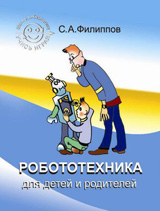 С.А.Филиппов
РОБОТОТЕХНИКА
для детей и родителей